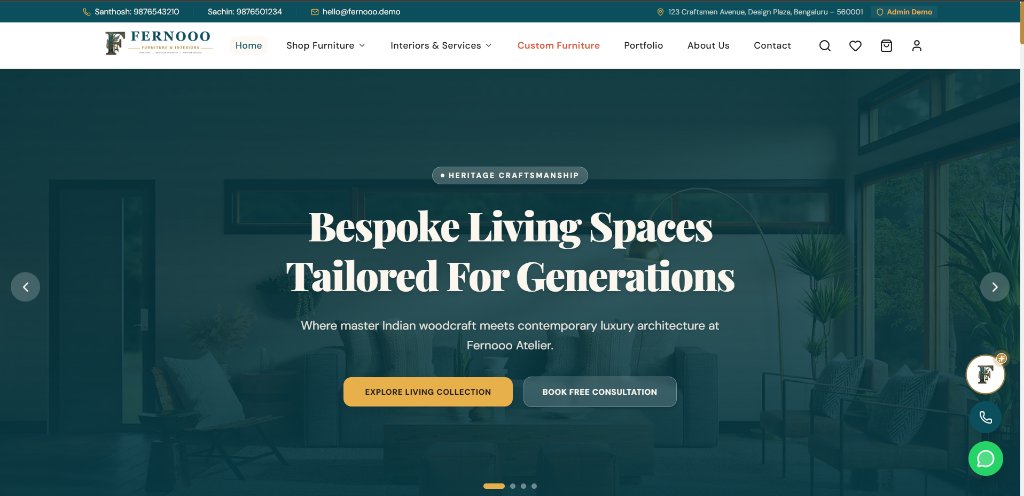 Santhosh: 9876543210
Sachin: 9876501234
hello@fernooo.demo
123 Craftsmen Avenue, Design Plaza, Bengaluru – 560001
Admin Demo
FERNOOO
FURNITURE & INTERIORS
Home
Shop Furniture
Interiors & Services
Custom Furniture
Portfolio
About Us
Contact
HERITAGE CRAFTSMANSHIP
Bespoke Living Spaces
Tailored For Generations
Where master Indian woodcraft meets contemporary luxury architecture at
Fernooo Atelier.
EXPLORE LIVING COLLECTION
BOOK FREE CONSULTATION